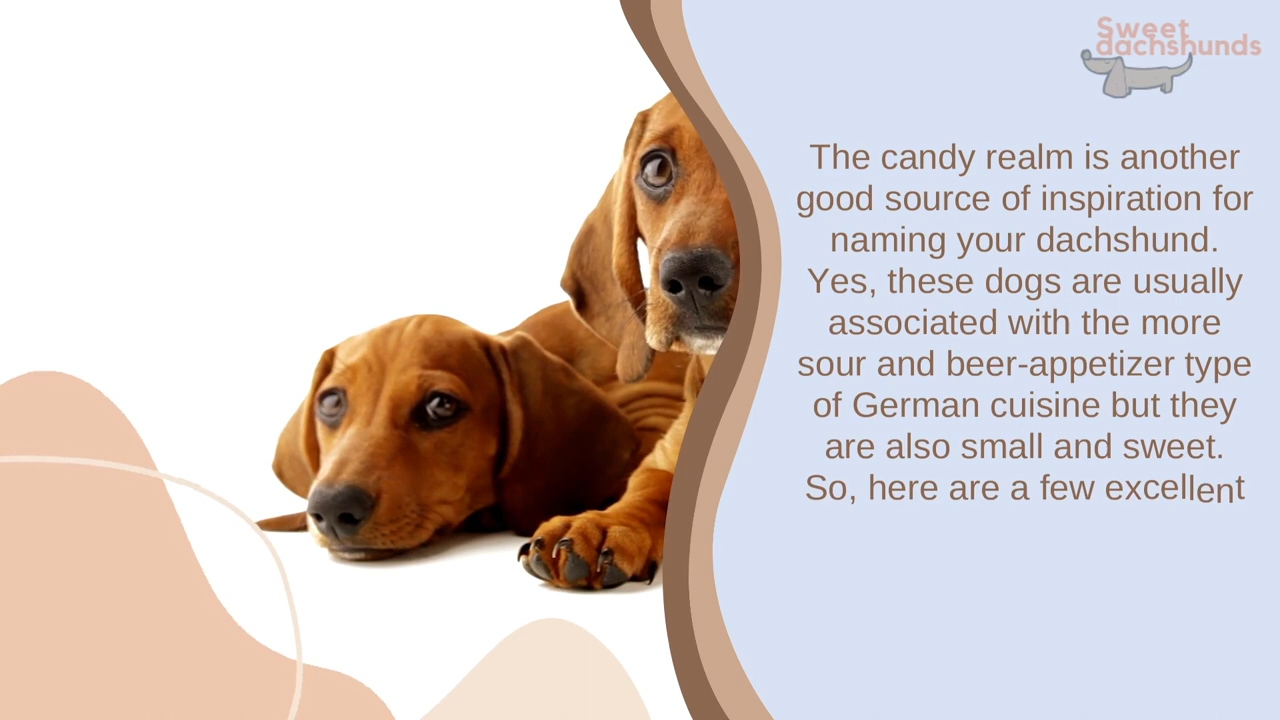 Sweet
dachshunds
The candy realm is another
good source of inspiration for
naming your dachshund.
Yes, these dogs are usually
associated with the more
sour and beer-appetizer type
of German cuisine but they
are also small and sweet.
So, here are a few excellent